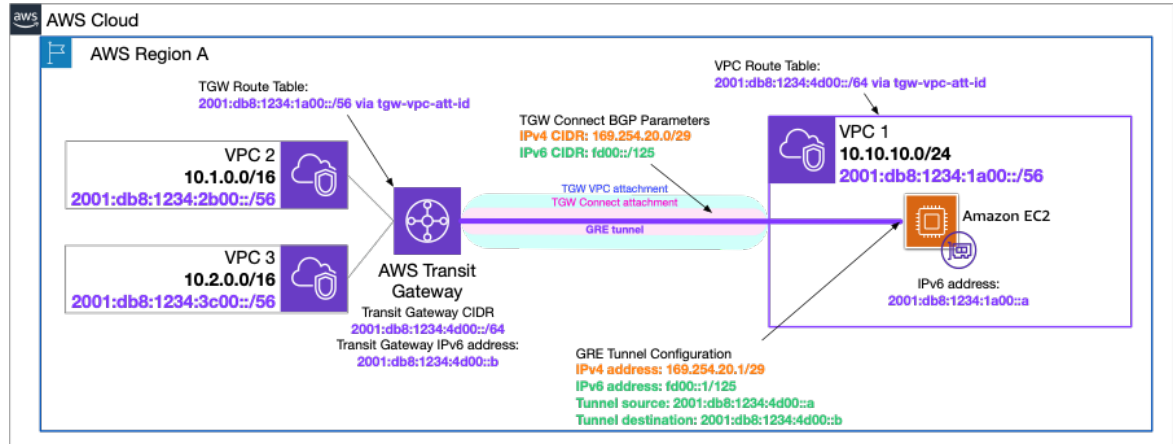 aws
AWS Cloud
AWS Region A
TGW Route Table:
2001:db8:1234:1a00::/56 via tgw-vpc-att-id
VPC Route Table:
2001:db8:1234:4d00::/64 via tgw-vpc-att-id
TGW Connect BGP Parameters
IPv4 CIDR: 169.254.20.0/29
IPv6 CIDR: fd00::/125
VPC 2
10.1.0.0/16
2001:db8:1234:2b00::/56
VPC 3
10.2.0.0/16
2001:db8:1234:3c00::/56
AWS Transit
Gateway
Transit Gateway CIDR
2001:db8:1234:4d00::/64
Transit Gateway IPv6 address:
2001:db8:1234:4d00::b
TGW VPC attachment
TGW Connect attachment
GRE tunnel
VPC 1
10.10.10.0/24
2001:db8:1234:1a00::/56
Amazon EC2
IPv6 address:
2001:db8:1234:1a00::a
GRE Tunnel Configuration
IPv4 address: 169.254.20.1/29
IPv6 address: fd00::1/125
Tunnel source: 2001:db8:1234:4d00::a
Tunnel destination: 2001:db8:1234:4d00::b